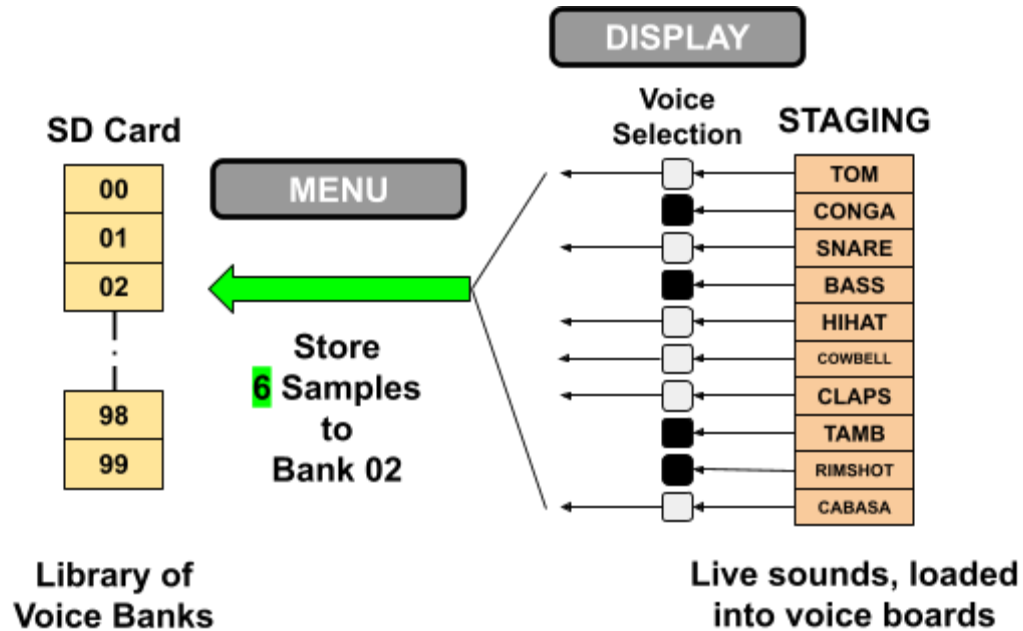 DISPLAY
Voice
Selection
STAGING
SD Card
MENU
00
01
02
98
99
Store
6 Samples
to
Bank 02
TOM
CONGA
SNARE
BASS
HIHAT
COWBELL
CLAPS
TAMB
RIMSHOT
CABASA
Library of
Voice Banks
Live sounds, loaded
into voice boards